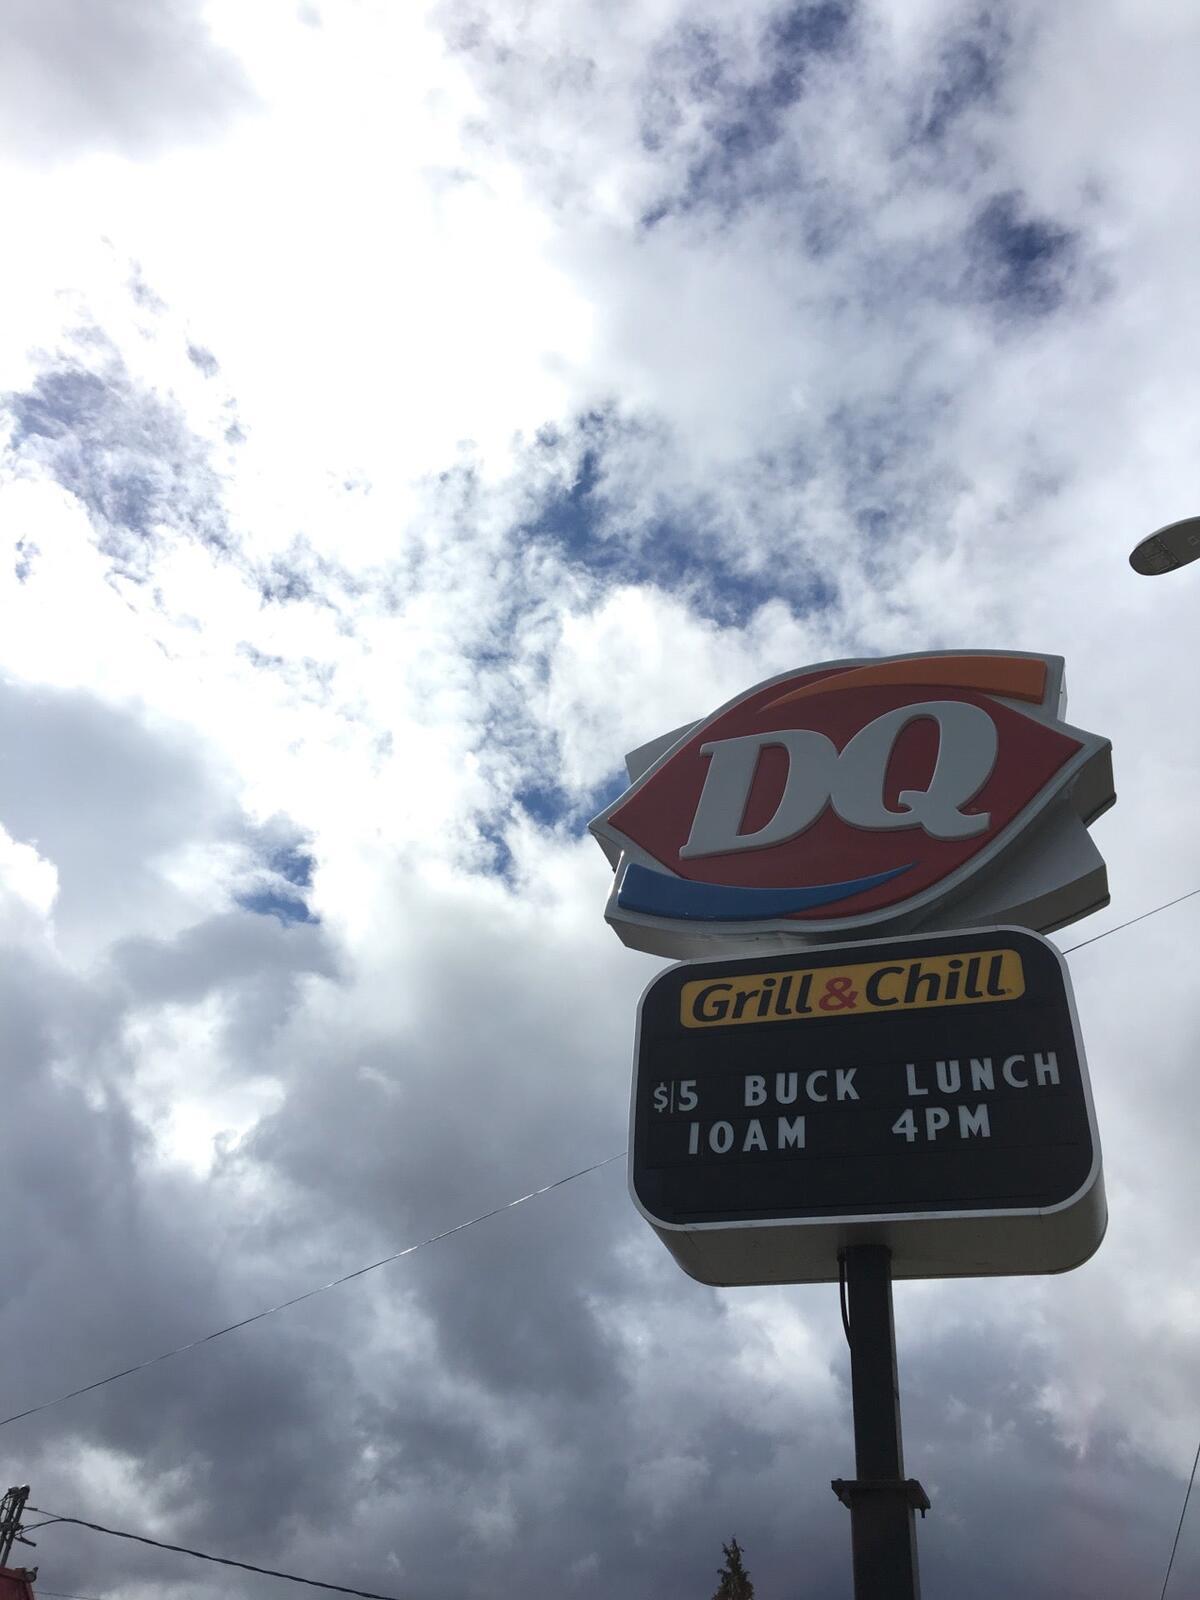 DQ
Grill & Chill
$5 BUCK LUNCH
10AM 4PM